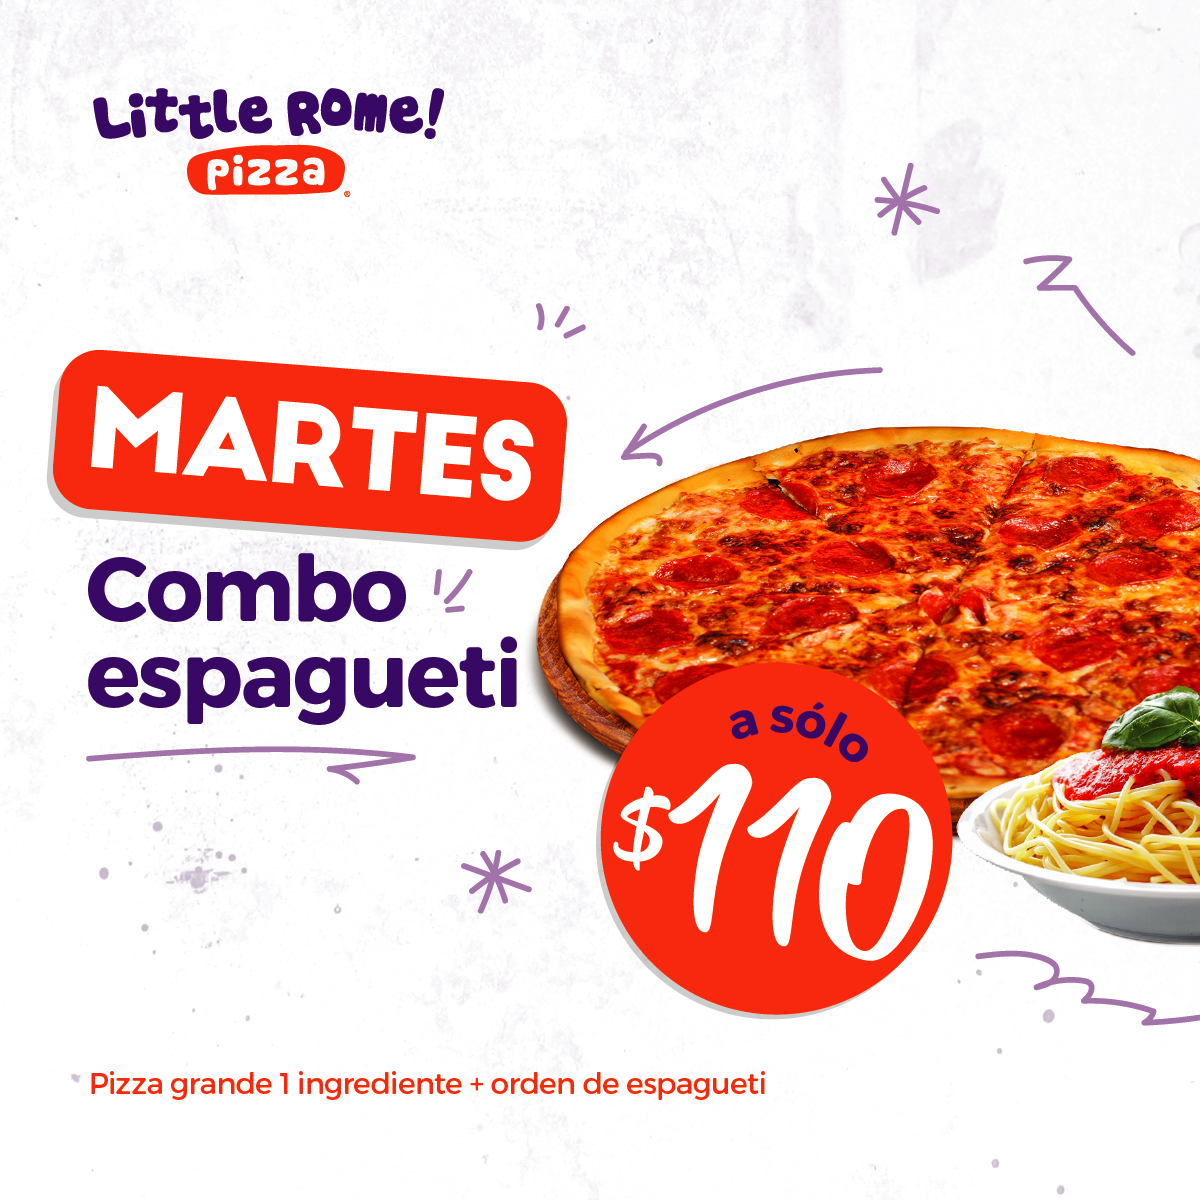 Little Rome!
Pizza
®
MARTES
Combo
espagueti
a sólo
$110
Pizza grande 1 ingrediente + orden de espagueti